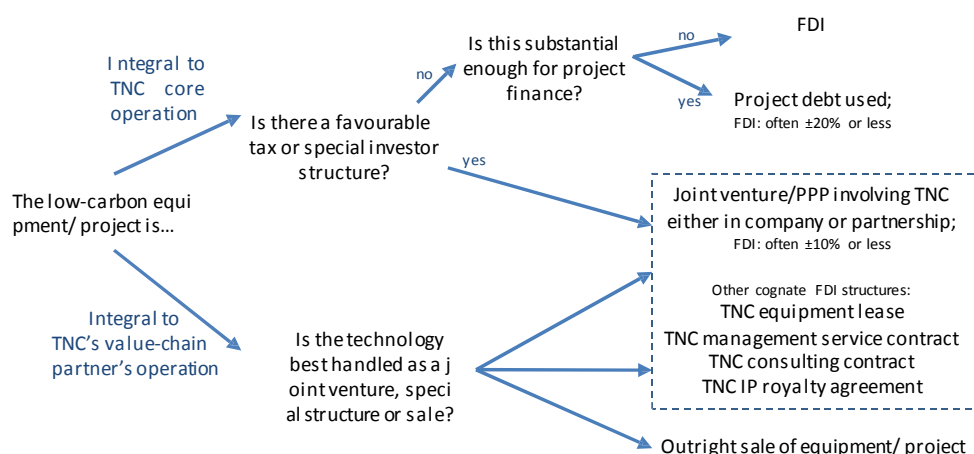 FDI
no
Is this substantial
enough for project
finance?
no
yes
Project debt used;
FDI: often ±20% or less
Integral to
TNC core
operation
Is there a favourable
tax or special investor
structure?
yes
The low-carbon equi
pment/ project is...
Joint venture/PPP involving TNC
either in company or partnership;
FDI: often ±10% or less
Other cognate FDI structures:
TNC equipment lease
TNC management service contract
TNC consulting contract
TNC IP royalty agreement
Integral to
TNC's value-chain
partner's operation
Is the technology
best handled as a j
oint venture, speci
al structure or sale?
Outright sale of equipment/ project